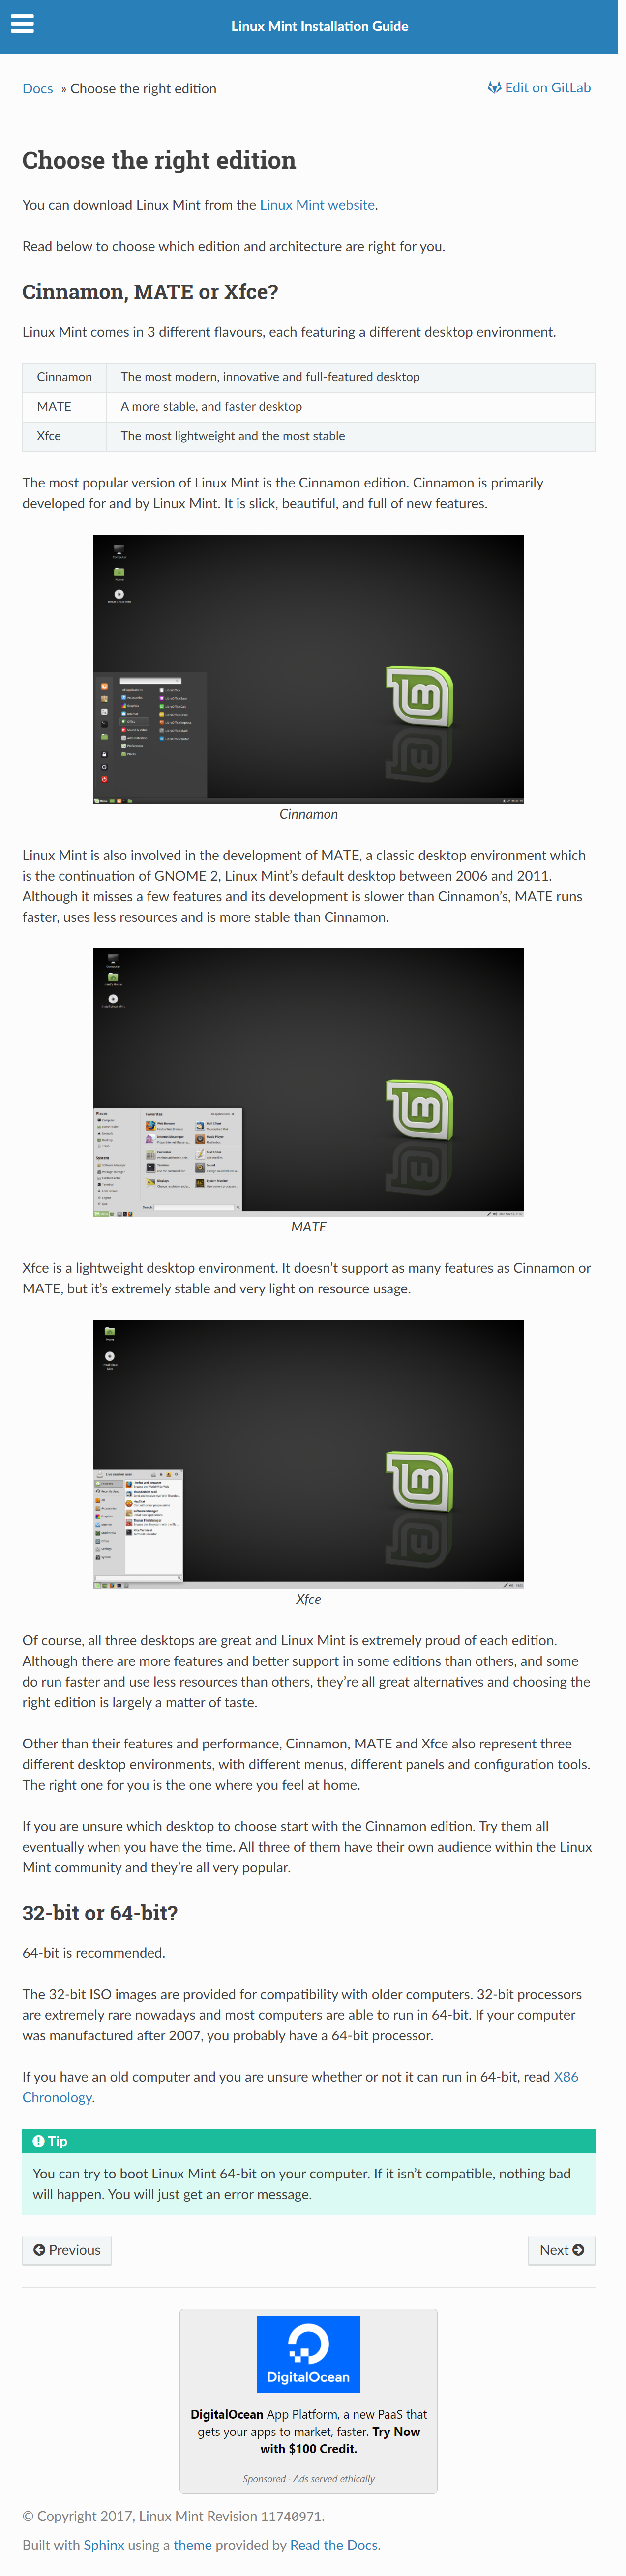 Linux Mint Installation Guide
Docs » Choose the right edition
Edit on GitLab
Choose the right edition
You can download Linux Mint from the Linux Mint website.
Read below to choose which edition and architecture are right for you.
Cinnamon, MATE or Xfce?
Linux Mint comes in 3 different flavours, each featuring a different desktop environment.
Cinnamon The most modern, innovative and full-featured desktop
MATE A more stable, and faster desktop
Xfce The most lightweight and the most stable
The most popular version of Linux Mint is the Cinnamon edition. Cinnamon is primarily
developed for and by Linux Mint. It is slick, beautiful, and full of new features.
Cinnamon
Linux Mint is also involved in the development of MATE, a classic desktop environment which
is the continuation of GNOME 2, Linux Mint’s default desktop between 2006 and 2011.
Although it misses a few features and its development is slower than Cinnamon’s, MATE runs
faster, uses less resources and is more stable than Cinnamon.
MATE
Xfce is a lightweight desktop environment. It doesn’t support as many features as Cinnamon or
MATE, but it’s extremely stable and very light on resource usage.
Xfce
Of course, all three desktops are great and Linux Mint is extremely proud of each edition.
Although there are more features and better support in some editions than others, and some
do run faster and use less resources than others, they’re all great alternatives and choosing the
right edition is largely a matter of taste.
Other than their features and performance, Cinnamon, MATE and Xfce also represent three
different desktop environments, with different menus, different panels and configuration tools.
The right one for you is the one where you feel at home.
If you are unsure which desktop to choose start with the Cinnamon edition. Try them all
eventually when you have the time. All three of them have their own audience within the Linux
Mint community and they’re all very popular.
32-bit or 64-bit?
64-bit is recommended.
The 32-bit ISO images are provided for compatibility with older computers. 32-bit processors
are extremely rare nowadays and most computers are able to run in 64-bit. If your computer
was manufactured after 2007, you probably have a 64-bit processor.
If you have an old computer and you are unsure whether or not it can run in 64-bit, read X86
Chronology.
Tip
You can try to boot Linux Mint 64-bit on your computer. If it isn’t compatible, nothing bad
will happen. You will just get an error message.
Previous
Next
DigitalOcean
DigitalOcean App Platform, a new PaaS that
gets your apps to market, faster. Try Now
with $100 Credit.
Sponsored · Ads served ethically
© Copyright 2017, Linux Mint Revision 11740971.
Built with Sphinx using a theme provided by Read the Docs.